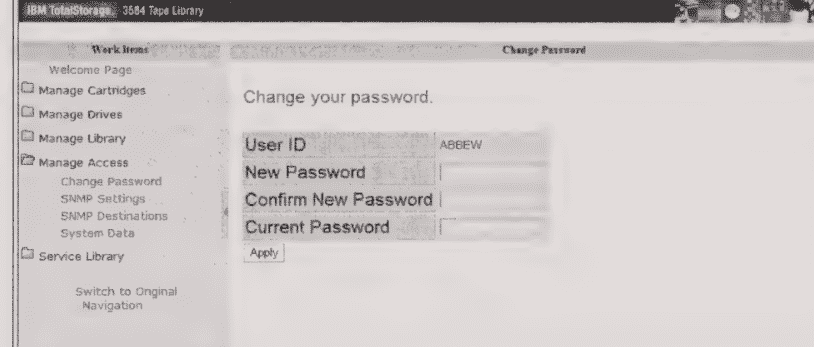 IBM TotalStorage 3584 Tape Library
Work Items
Change Password
Welcome Page
Manage Cartridges
Manage Drives
Manage Library
Manage Access
Change Password
SNMP Settings
SNMP Destinations
System Data
Service Library
Switch to Original
Navigation
Change your password.
User ID ABBEW
New Password
Confirm New Password
Current Password
Apply